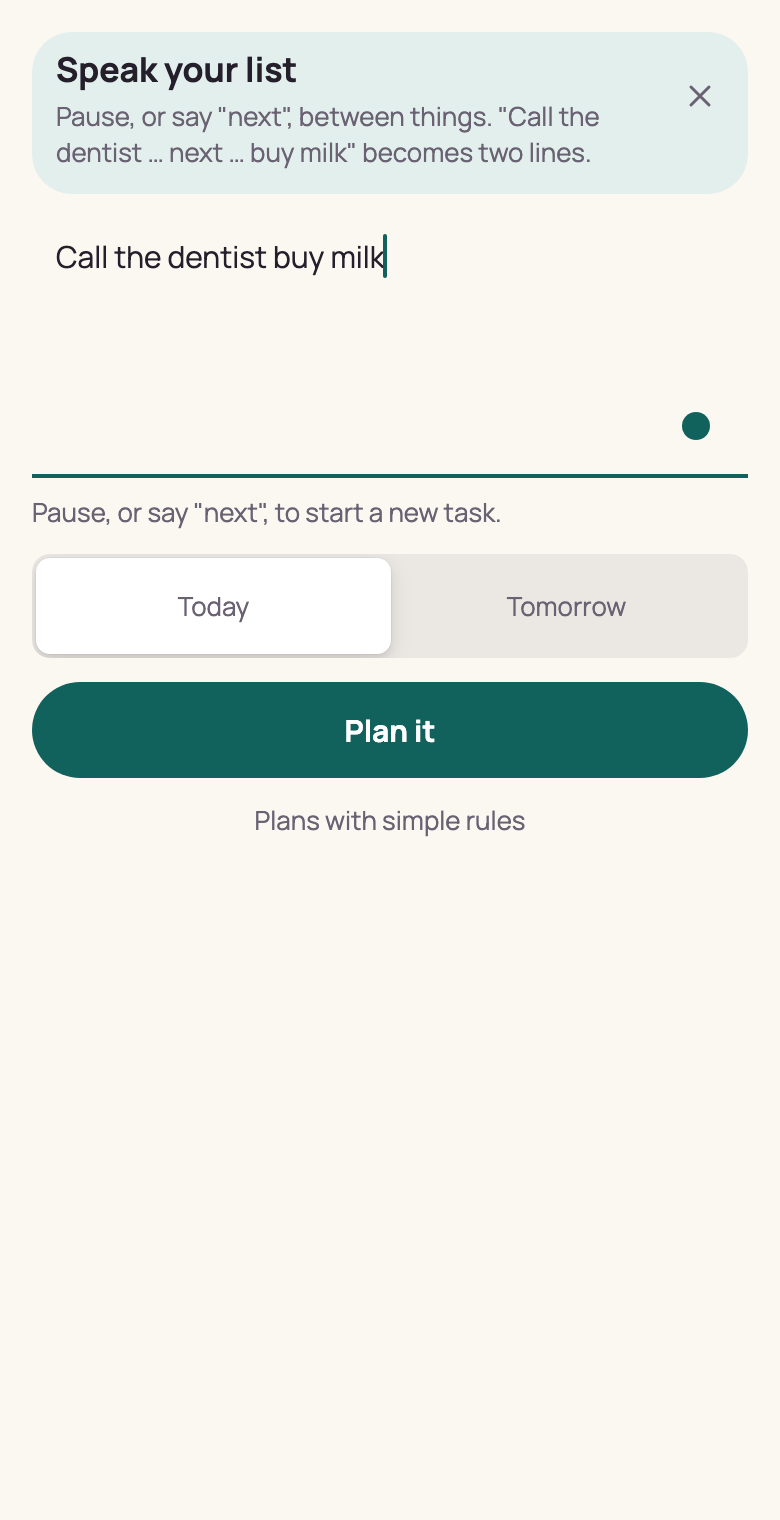 Speak your list
Pause, or say "next", between things. "Call the
dentist ... next ... buy milk" becomes two lines.
Call the dentist buy milk
Pause, or say "next", to start a new task.
Today
Tomorrow
Plan it
Plans with simple rules